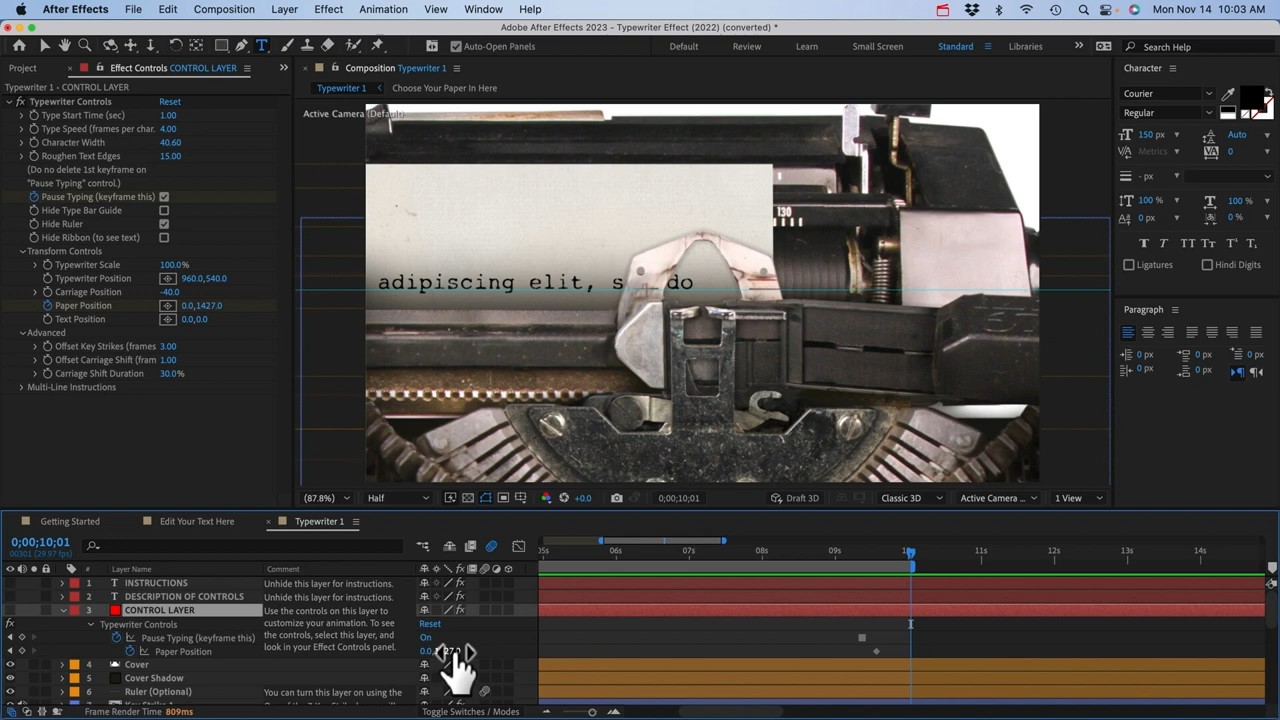 After Effects File Edit Composition Layer Effect Animation View Window Help Mon Nov 14 10:03 AM
Adobe After Effects 2023 - Typewriter Effect (2022) (converted) *
Auto-Open Panels Default Review Learn Small Screen Standard Libraries Search Help
Project Effect Controls CONTROL LAYER
Typewriter 1 • CONTROL LAYER
fx Typewriter Controls Reset
Type Start Time (sec) 1.00
Type Speed (frames per char. 4.00
Character Width 40.60
Roughen Text Edges 15.00
(Do no delete 1st keyframe on
"Pause Typing" control.)
Pause Typing (keyframe this)
Hide Type Bar Guide
Hide Ruler
Hide Ribbon (to see text)
Transform Controls
Typewriter Scale 100.0%
Typewriter Position 960.0,540.0
Carriage Position -40.0
Paper Position 0.0,1427.0
Text Position 0.0,0.0
Advanced
Offset Key Strikes (frames 3.00
Offset Carriage Shift (fram 1.00
Carriage Shift Duration 30.0%
Multi-Line Instructions
Composition Typewriter 1
Typewriter 1 Choose Your Paper In Here
Active Camera (Default)
130
adipiscing elit, s do
(87.8%) Half +0.0 0;00;10;01 Draft 3D Classic 3D Active Camera ... 1 View
Character
Courier
Regular
150 px Auto
Metrics 0
- px
100 % 100 %
0 px 0 %
T T TT Tr T¹ T₁
Ligatures Hindi Digits
Paragraph
0 px 0 px 0 px
0 px 0 px
Getting Started Edit Your Text Here Typewriter 1
0;00;10;01
00301 (29.97 fps)
05s 06s 07s 08s 09s 10s 11s 12s 13s 14s
# Layer Name Comment
1 T INSTRUCTIONS Unhide this layer for instructions.
2 T DESCRIPTION OF CONTROLS Unhide this layer for instructions.
3 CONTROL LAYER Use the controls on this layer to
customize your animation. To see
the controls, select this layer, and
look in your Effect Controls panel.
fx Typewriter Controls Reset
Pause Typing (keyframe this) On
Paper Position 0.0,
4 Cover
5 Cover Shadow
6 Ruler (Optional) You can turn this layer on using the
Frame Render Time 809ms Toggle Switches / Modes